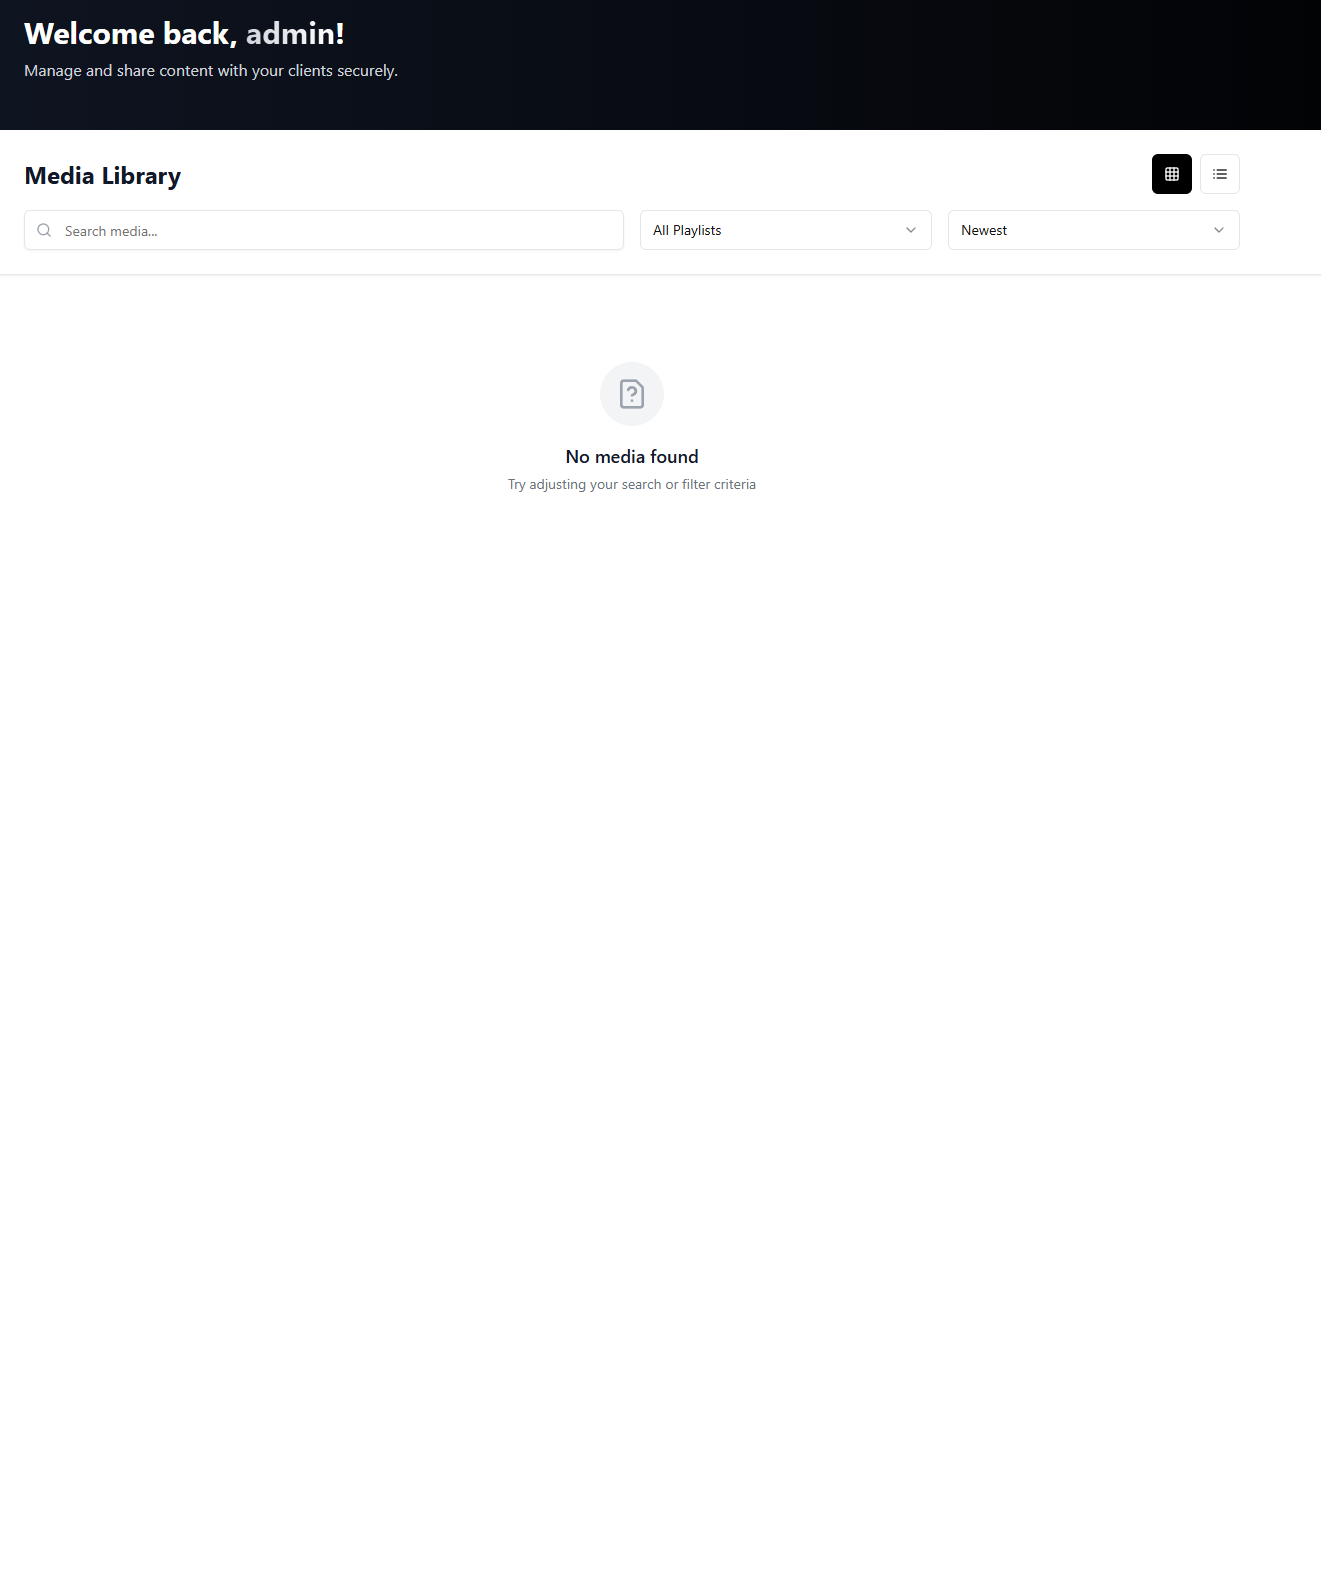 Welcome back, admin!
Manage and share content with your clients securely.
Media Library
Search media...
All Playlists
Newest
No media found
Try adjusting your search or filter criteria